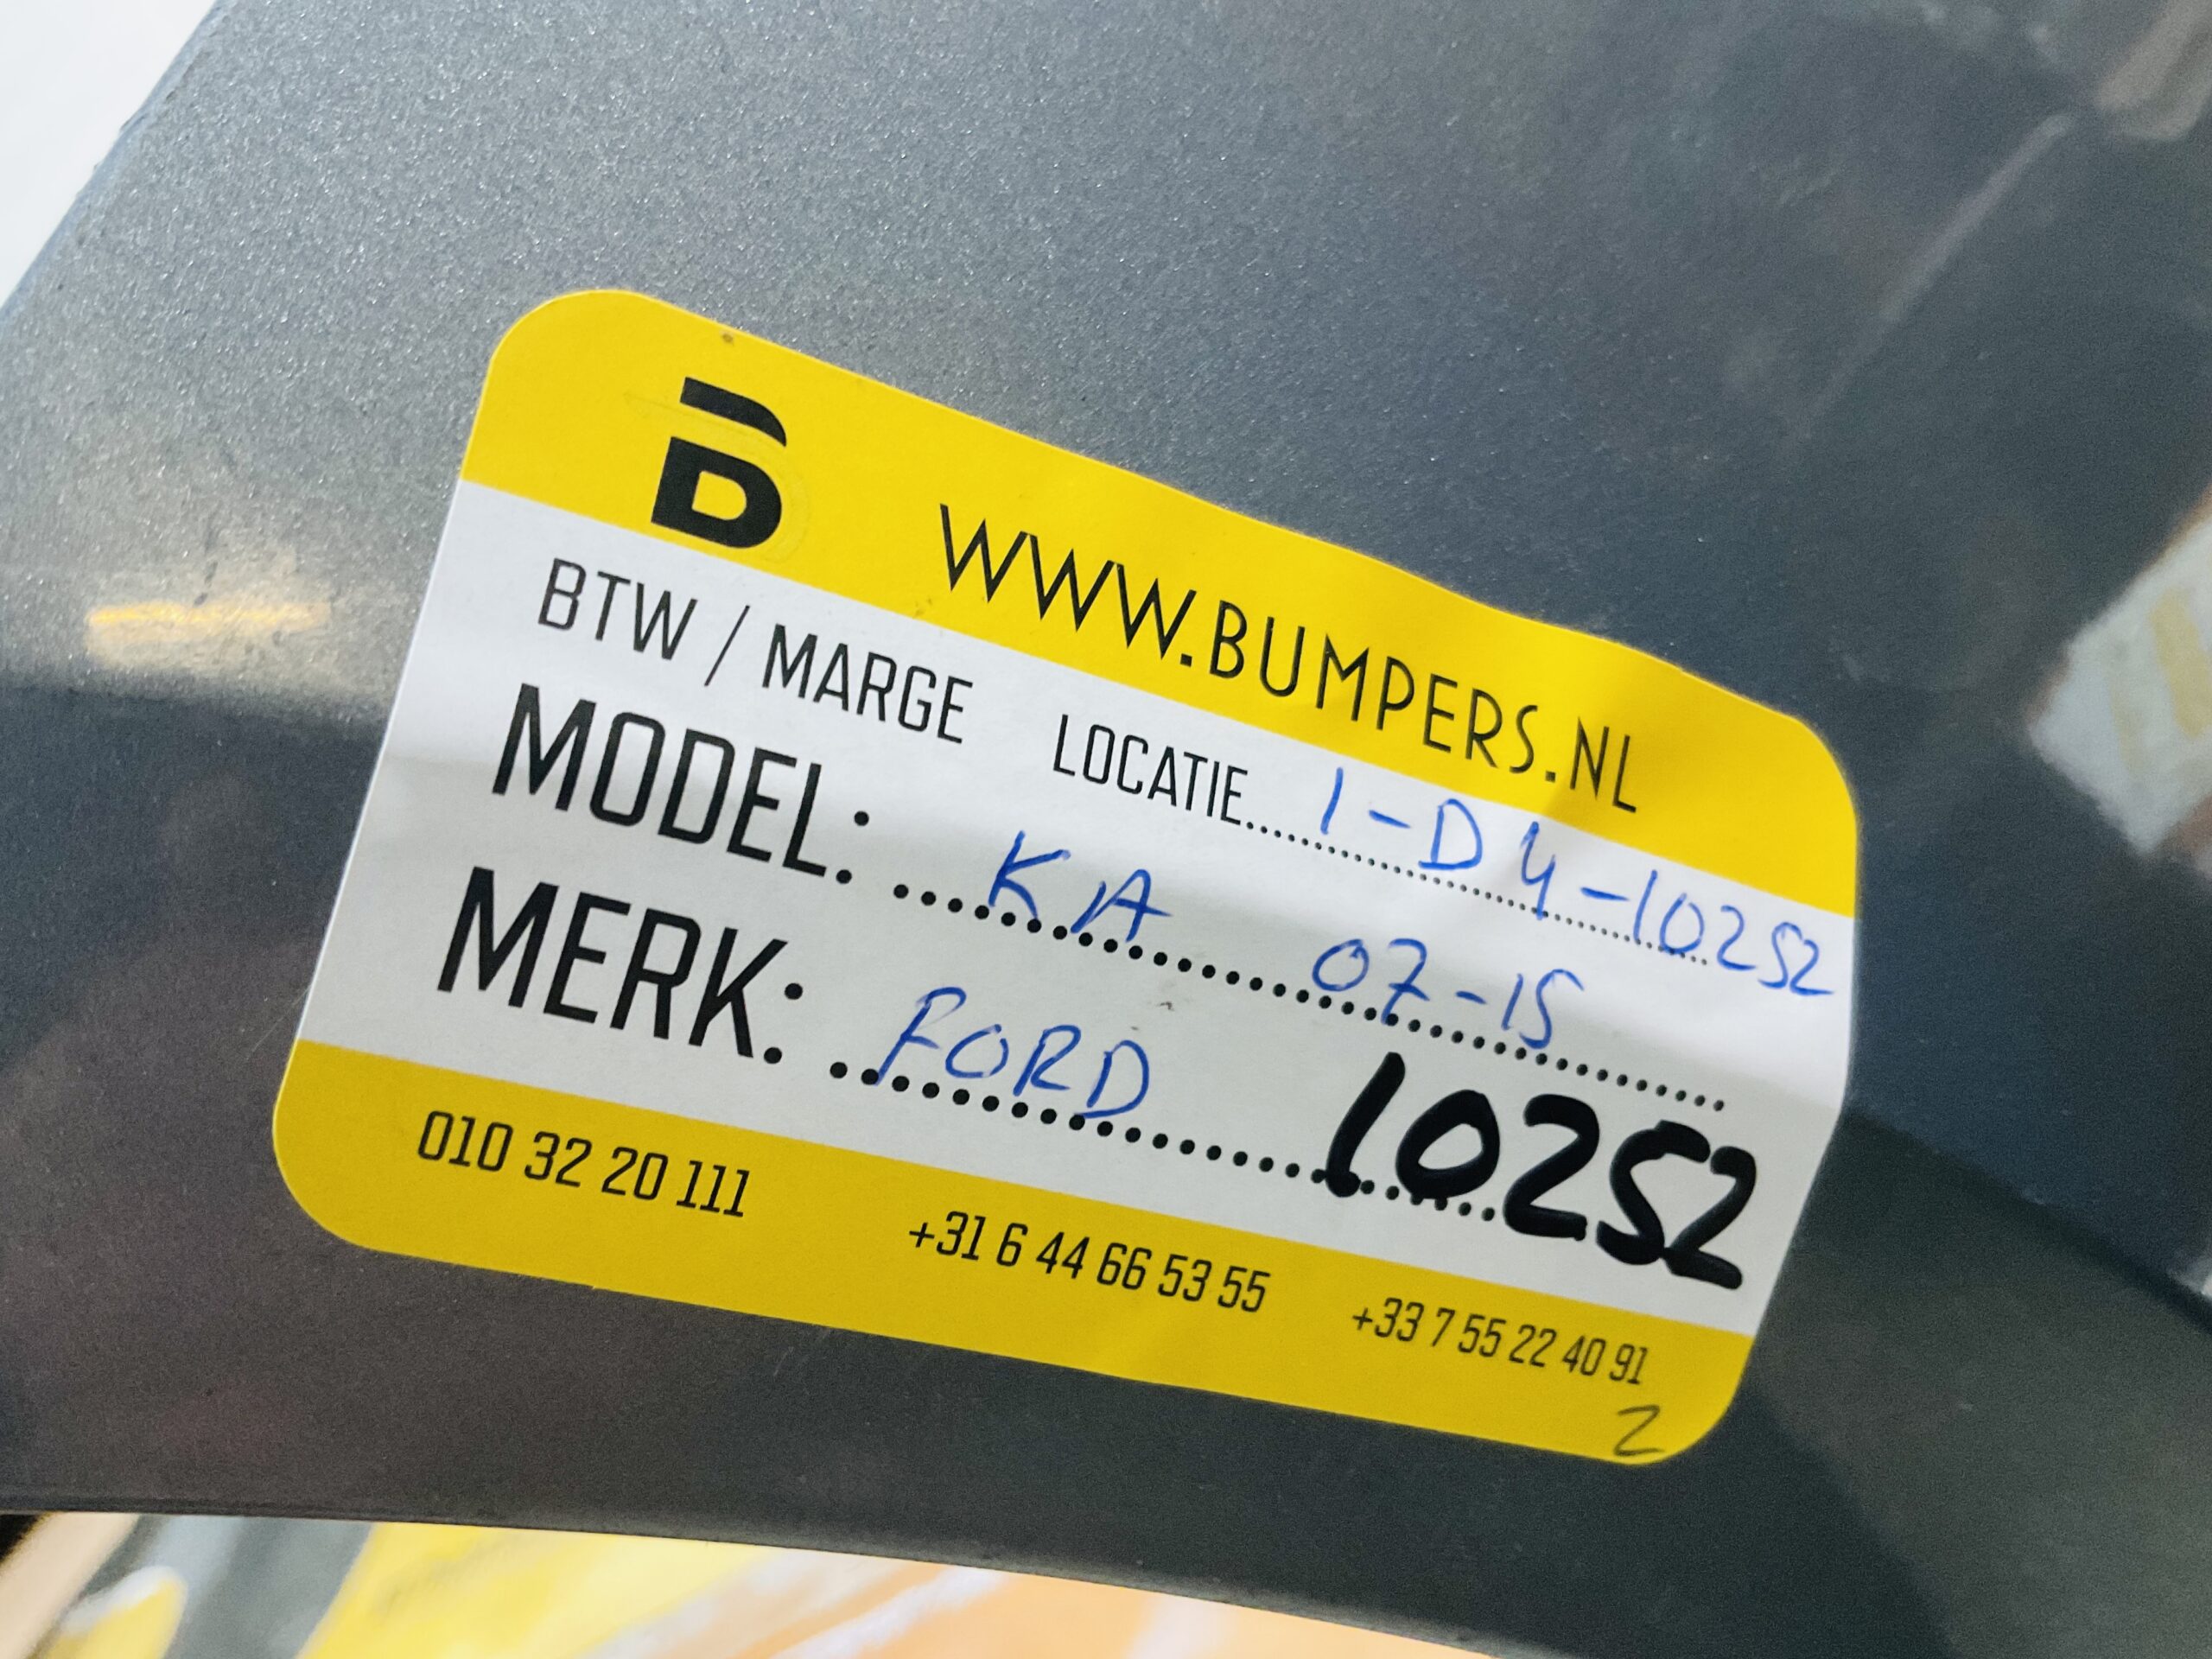 B WWW.BUMPERS.NL
BTW / MARGE LOCATIE... 1-D4-10252
MODEL: ... KA 07-15
MERK: ... FORD 10252
010 32 20 111 +31 6 44 66 53 55 +33 7 55 22 40 91
2